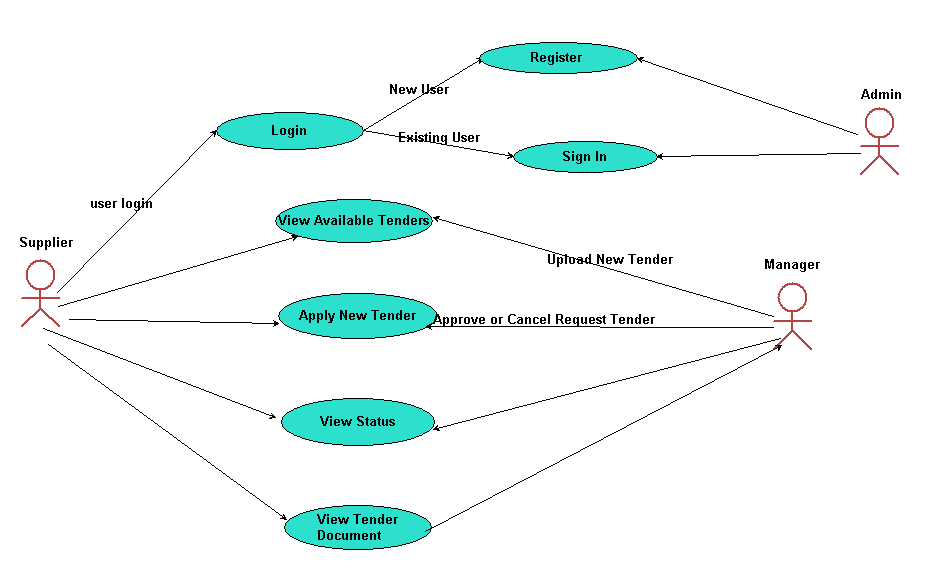 Register
New User
Admin
Login
Existing User
Sign In
user login
View Available Tenders
Supplier
Upload New Tender
Manager
Apply New Tender
Approve or Cancel Request Tender
View Status
View Tender
Document